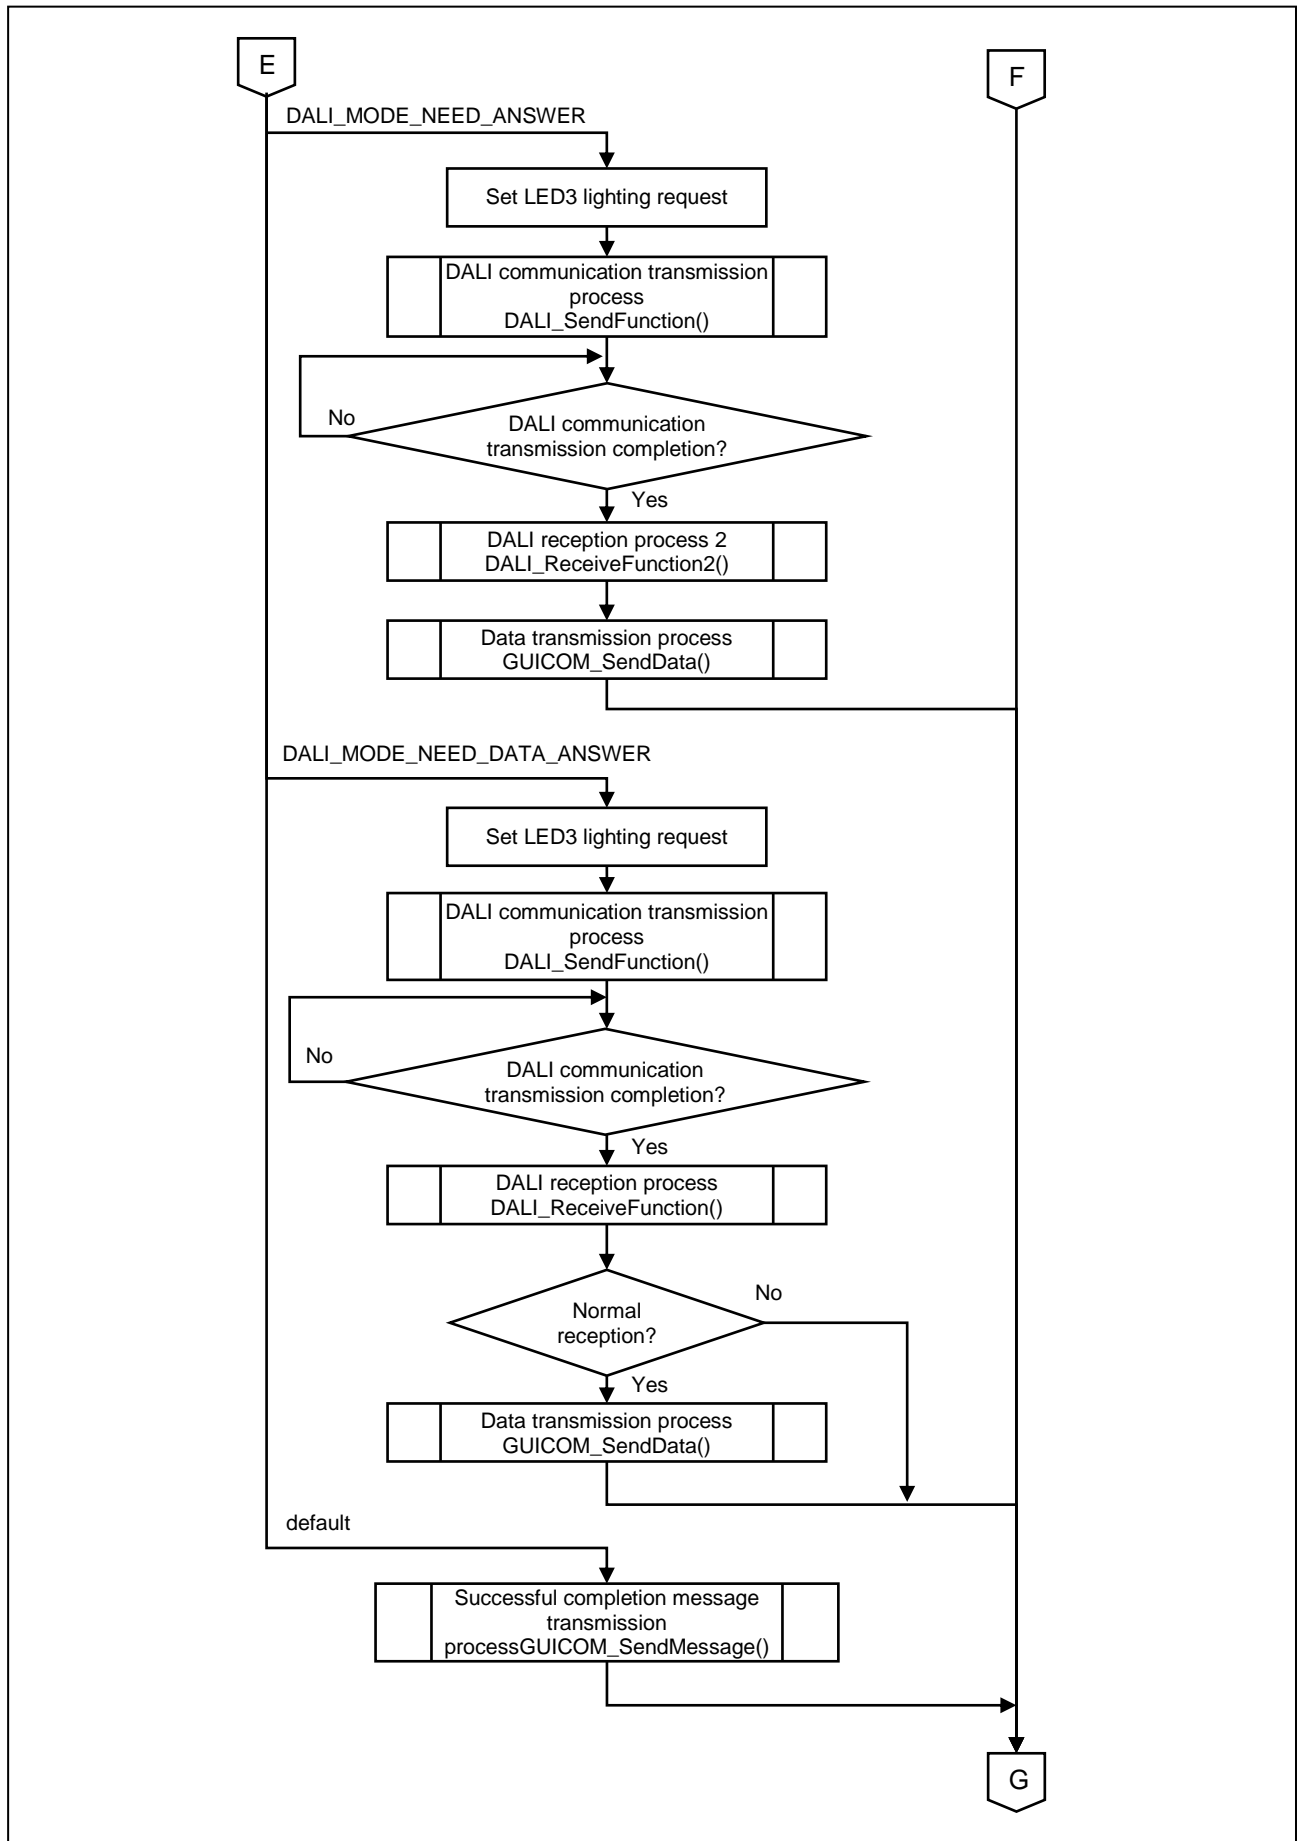 E
F
DALI_MODE_NEED_ANSWER
Set LED3 lighting request
DALI communication transmission
process
DALI_SendFunction()
No
DALI communication
transmission completion?
Yes
DALI reception process 2
DALI_ReceiveFunction2()
Data transmission process
GUICOM_SendData()
DALI_MODE_NEED_DATA_ANSWER
Set LED3 lighting request
DALI communication transmission
process
DALI_SendFunction()
No
DALI communication
transmission completion?
Yes
DALI reception process
DALI_ReceiveFunction()
No
Normal
reception?
Yes
Data transmission process
GUICOM_SendData()
default
Successful completion message
transmission
processGUICOM_SendMessage()
G